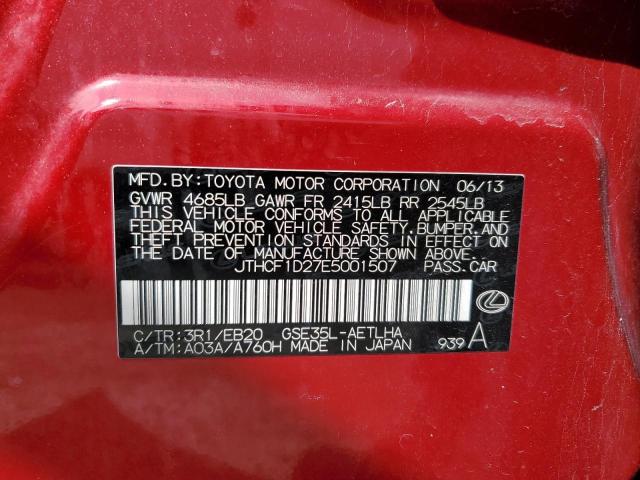 MFD. BY: TOYOTA MOTOR CORPORATION 06/13
GVWR 4685LB GAWR FR 2415LB RR 2545LB
THIS VEHICLE CONFORMS TO ALL APPLICABLE
FEDERAL MOTOR VEHICLE SAFETY, BUMPER, AND
THEFT PREVENTION STANDARDS IN EFFECT ON
THE DATE OF MANUFACTURE SHOWN ABOVE.
JTHCF1D27E5001507 PASS.CAR
C/TR:3R1/EB20 GSE35L-AETLHA
A/TM:A03A/A760H MADE IN JAPAN 939 A